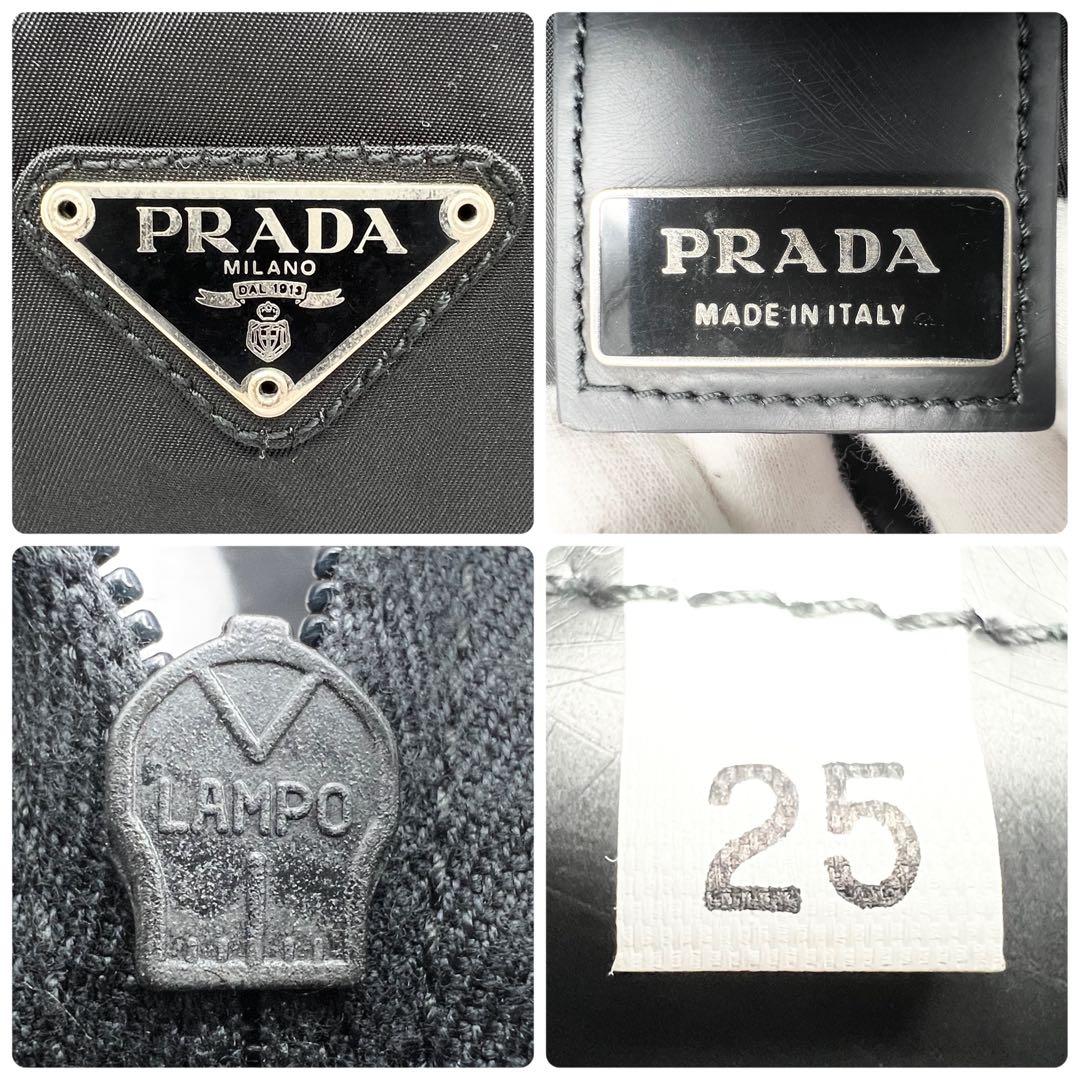 PRADA
MILANO
DAL 1913
PRADA
MADE IN ITALY
LAMPO
25